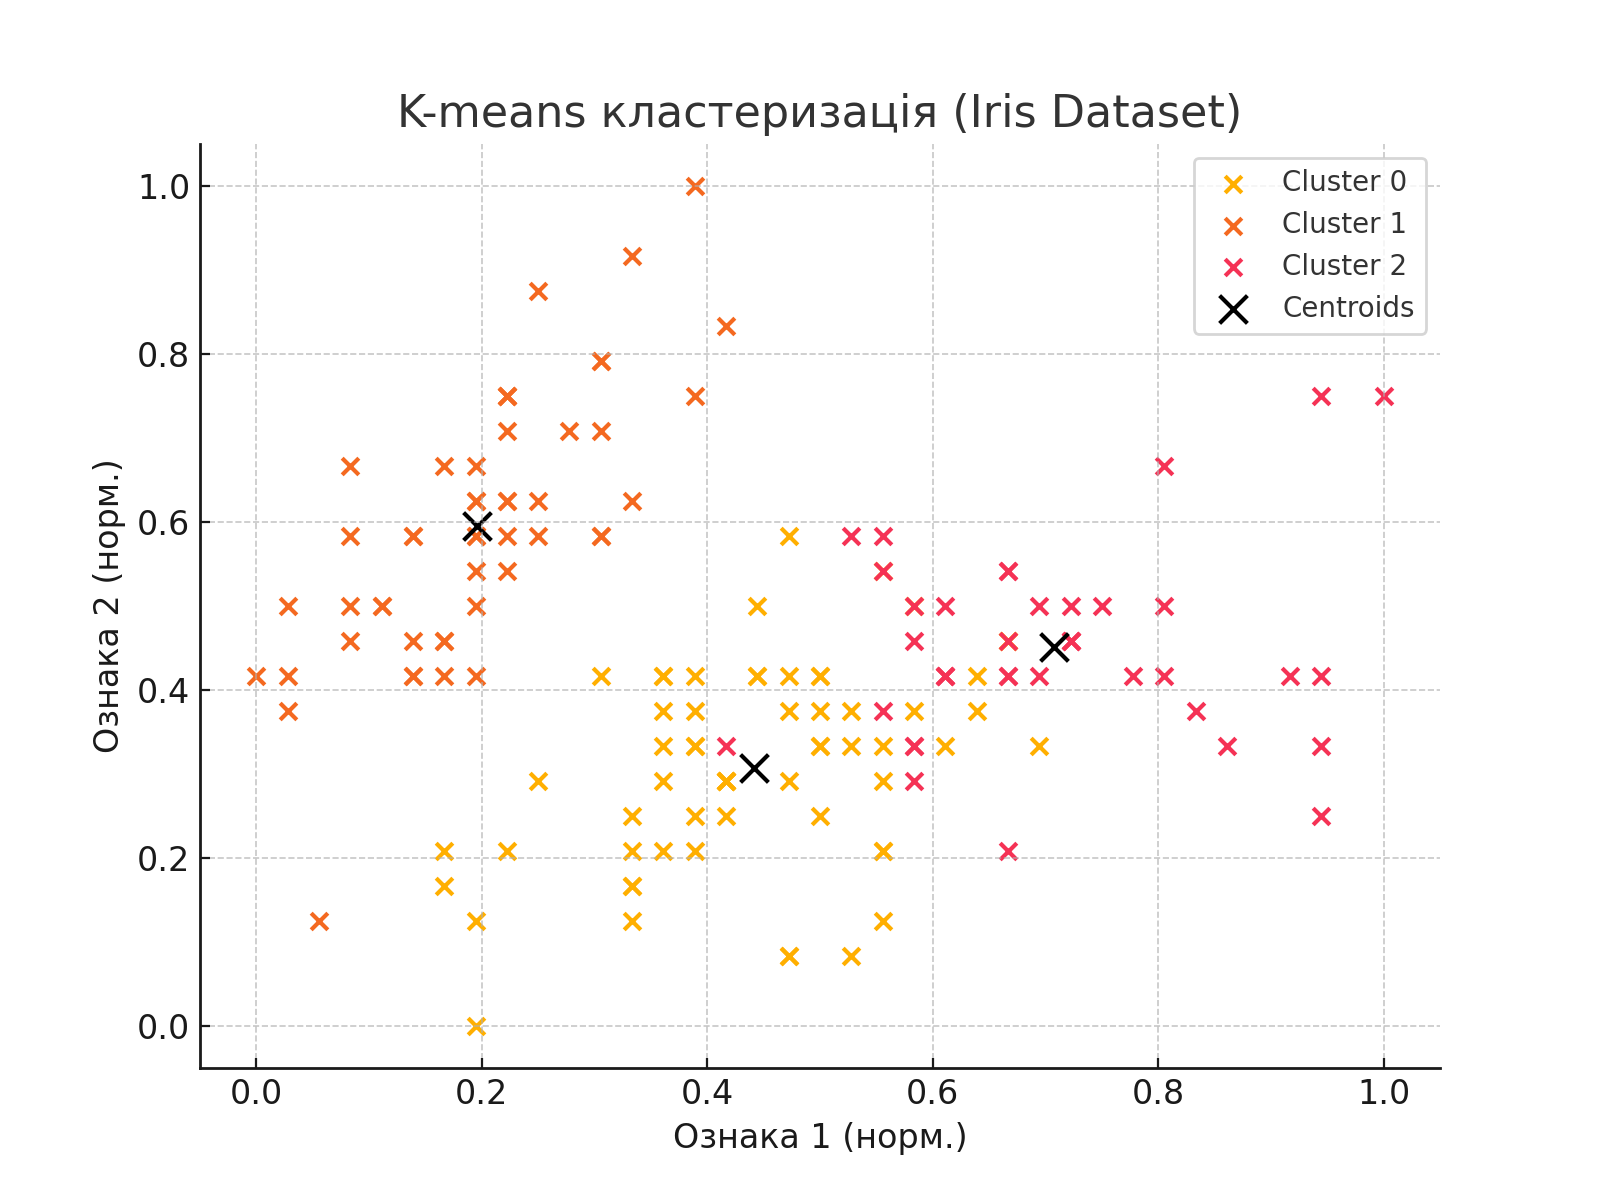 K-means кластеризація (Iris Dataset)
Cluster 0
Cluster 1
Cluster 2
Centroids
1.0
0.8
0.6
0.4
0.2
0.0
Ознака 2 (норм.)
0.0 0.2 0.4 0.6 0.8 1.0
Ознака 1 (норм.)